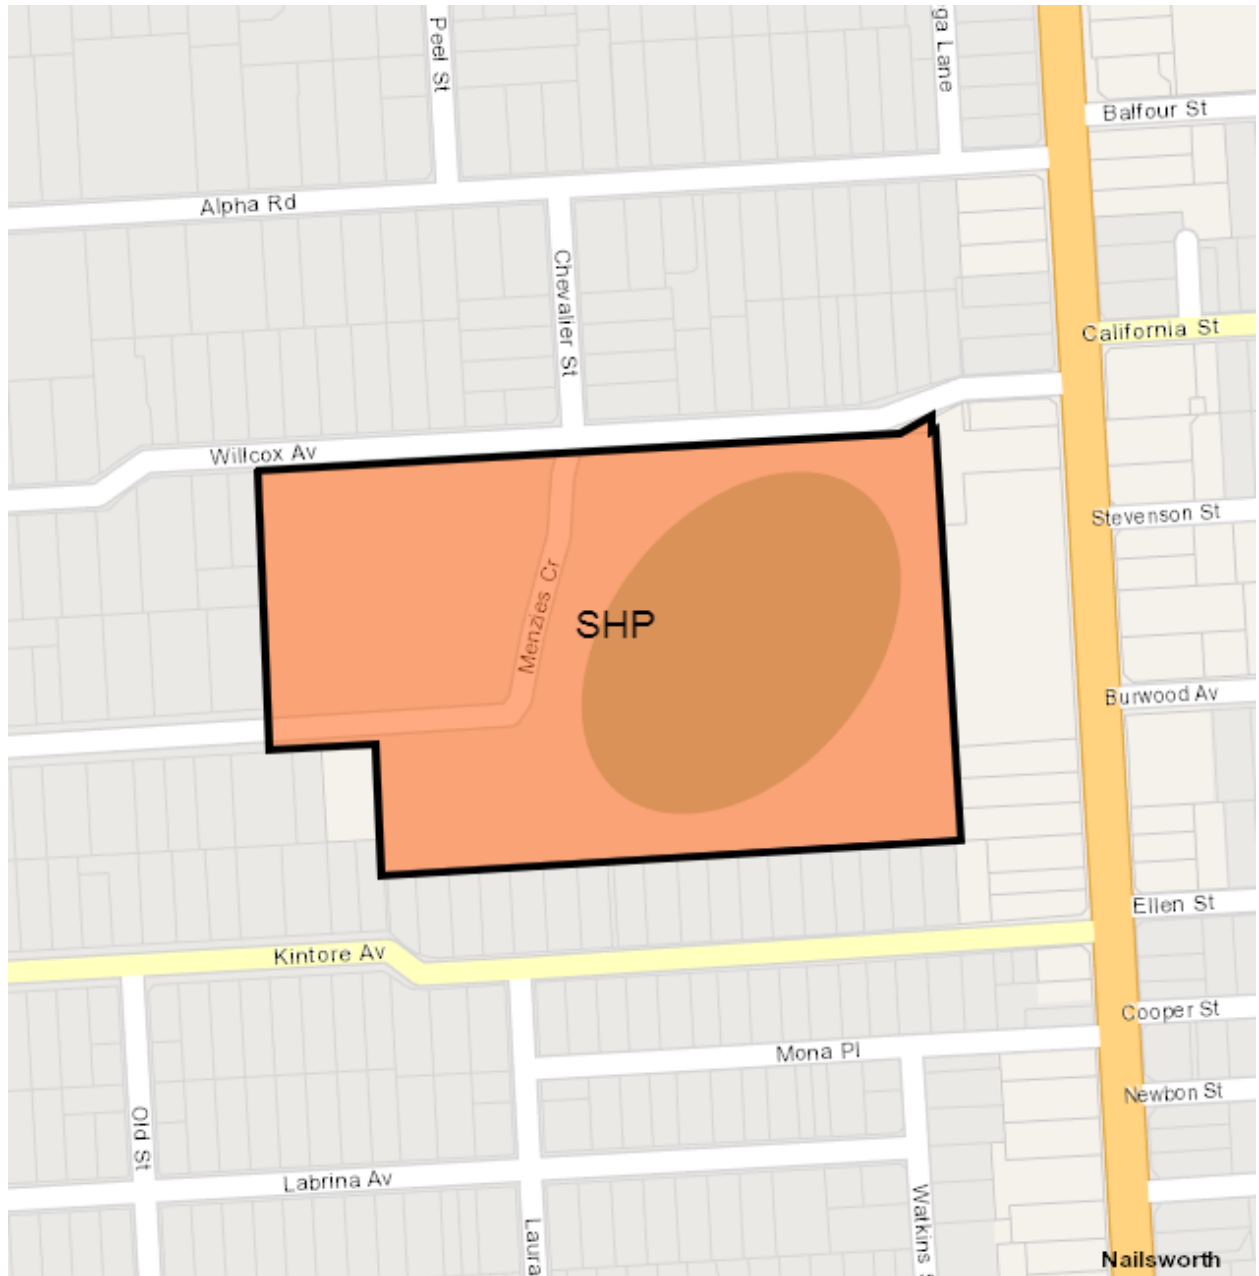 Peel St
ga Lane
Balfour St
Alpha Rd
Chevalier St
California St
Willcox Av
Stevenson St
Menzies Cr
SHP
Burwood Av
Ellen St
Kintore Av
Cooper St
Mona Pl
Newbon St
Old St
Labrina Av
Laura
Watkins S
Nailsworth